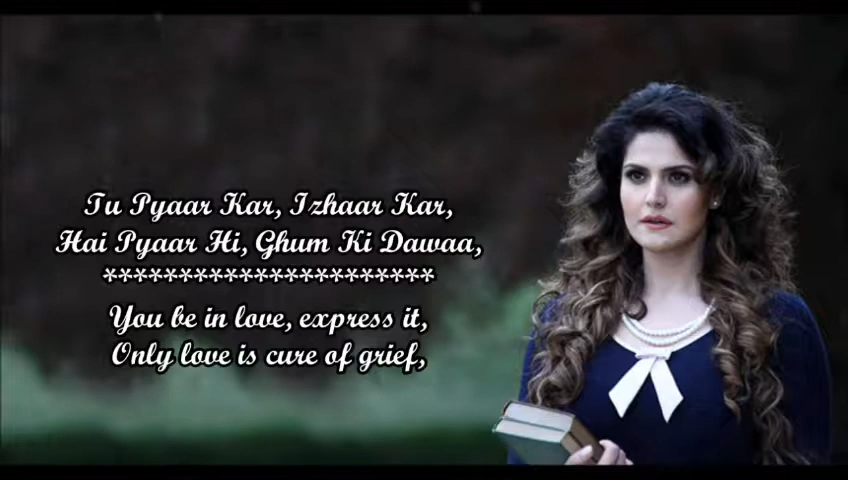 Tu Pyaar Kar, Izhaar Kar,
Hai Pyaar Hi, Ghum Ki Dawaa,
**********************
You be in love, express it,
Only love is cure of grief,